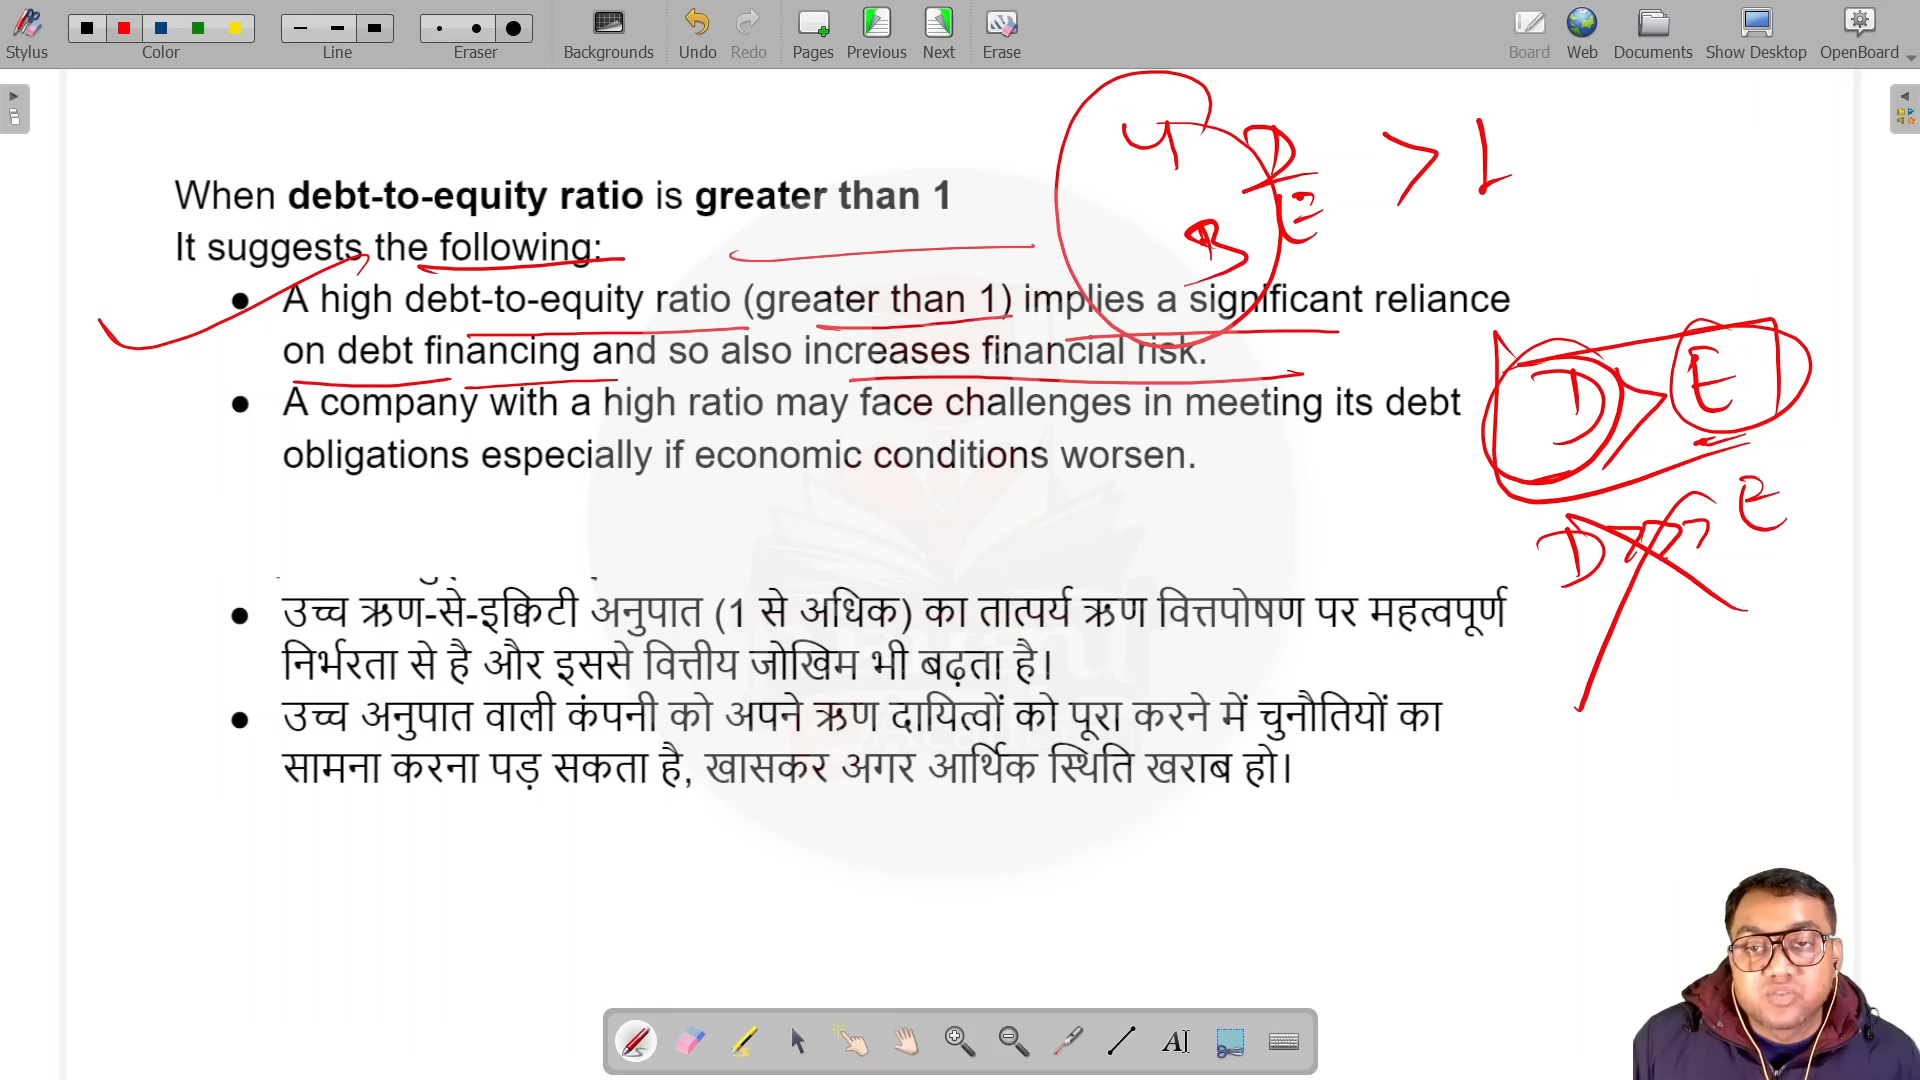 Stylus
Color
Line
Eraser
Backgrounds
Undo
Redo
Pages
Previous
Next
Erase
Board
Web
Documents
Show Desktop
OpenBoard
4 D > 1
B E
When debt-to-equity ratio is greater than 1
It suggests the following:
● A high debt-to-equity ratio (greater than 1) implies a significant reliance
on debt financing and so also increases financial risk.
● A company with a high ratio may face challenges in meeting its debt
obligations especially if economic conditions worsen.
D > E
D E
● उच्च ऋण-से-इक्विटी अनुपात (1 से अधिक) का तात्पर्य ऋण वित्तपोषण पर महत्वपूर्ण
निर्भरता से है और इससे वित्तीय जोखिम भी बढ़ता है।
● उच्च अनुपात वाली कंपनी को अपने ऋण दायित्वों को पूरा करने में चुनौतियों का
सामना करना पड़ सकता है, खासकर अगर आर्थिक स्थिति खराब हो।